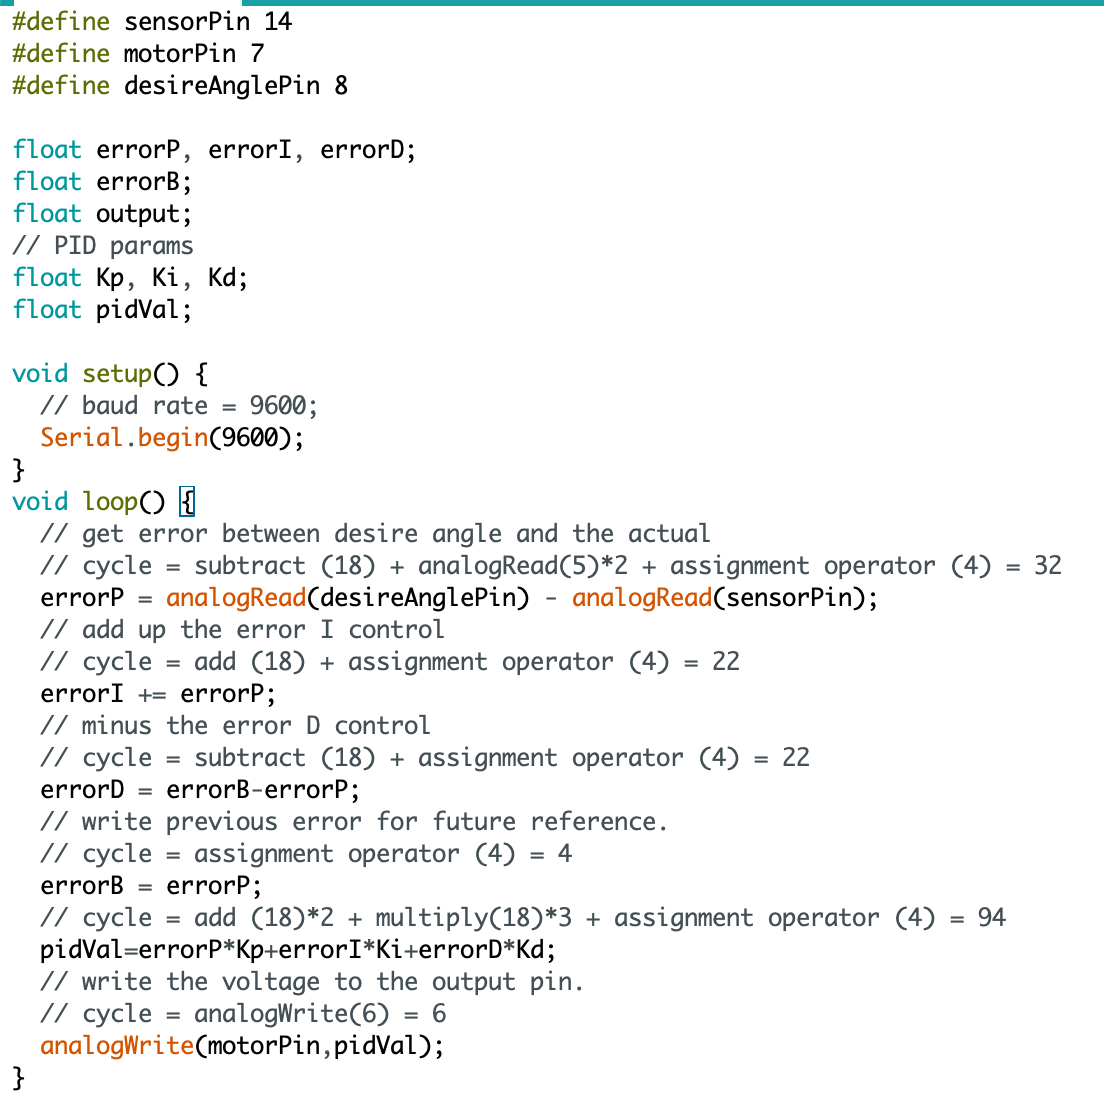 #define sensorPin 14
#define motorPin 7
#define desireAnglePin 8

float errorP, errorI, errorD;
float errorB;
float output;
// PID params
float Kp, Ki, Kd;
float pidVal;

void setup() {
  // baud rate = 9600;
  Serial.begin(9600);
}
void loop() {
  // get error between desire angle and the actual
  // cycle = subtract (18) + analogRead(5)*2 + assignment operator (4) = 32
  errorP = analogRead(desireAnglePin) - analogRead(sensorPin);
  // add up the error I control
  // cycle = add (18) + assignment operator (4) = 22
  errorI += errorP;
  // minus the error D control
  // cycle = subtract (18) + assignment operator (4) = 22
  errorD = errorB-errorP;
  // write previous error for future reference.
  // cycle = assignment operator (4) = 4
  errorB = errorP;
  // cycle = add (18)*2 + multiply(18)*3 + assignment operator (4) = 94
  pidVal=errorP*Kp+errorI*Ki+errorD*Kd;
  // write the voltage to the output pin.
  // cycle = analogWrite(6) = 6
  analogWrite(motorPin,pidVal);
}